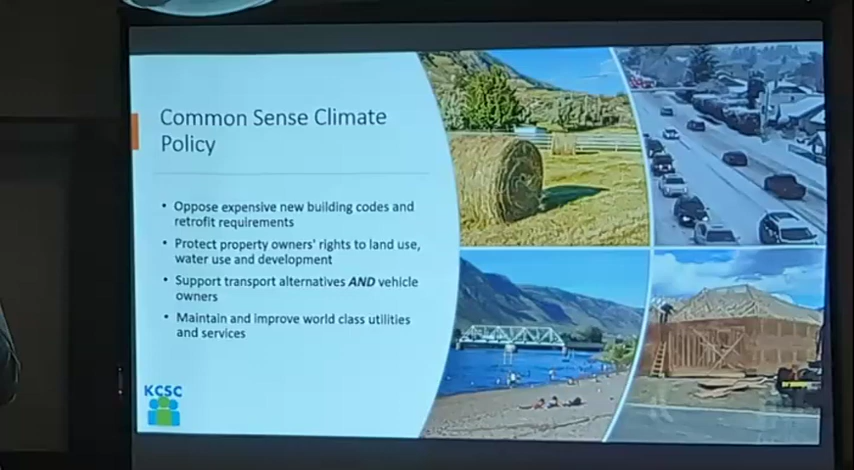 Common Sense Climate
Policy
• Oppose expensive new building codes and
retrofit requirements
• Protect property owners' rights to land use,
water use and development
• Support transport alternatives AND vehicle
owners
• Maintain and improve world class utilities
and services
KCSC